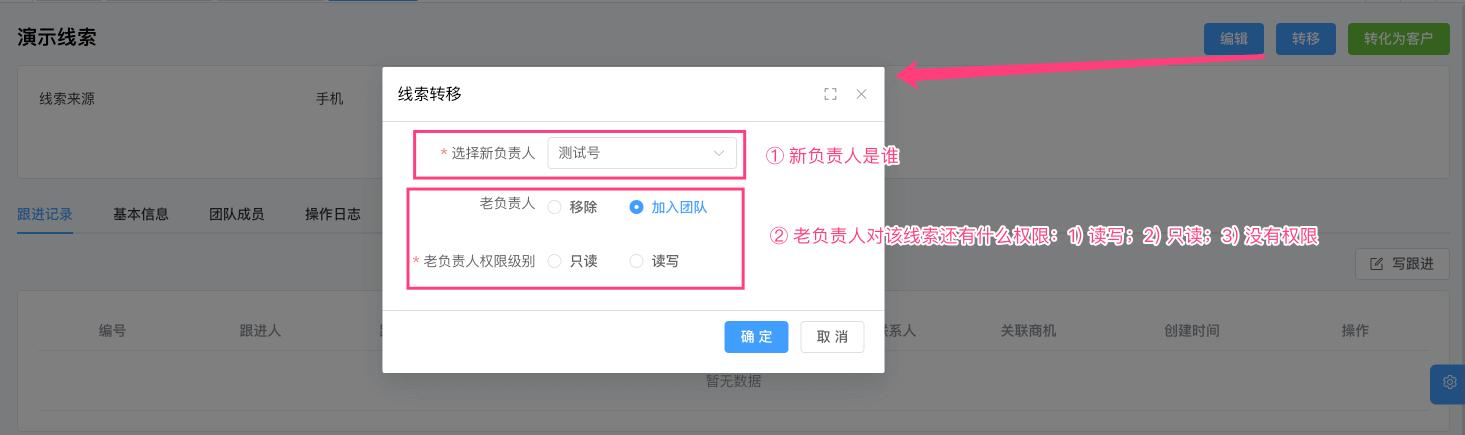 演示线索
编辑
转移
转化为客户
线索来源
手机
线索转移
* 选择新负责人
测试号
① 新负责人是谁
老负责人
移除
加入团队
② 老负责人对该线索还有什么权限：1) 读写；2) 只读；3) 没有权限
* 老负责人权限级别
只读
读写
跟进记录
基本信息
团队成员
操作日志
写跟进
确 定
取 消
编号
跟进人
系人
关联商机
创建时间
操作
暂无数据